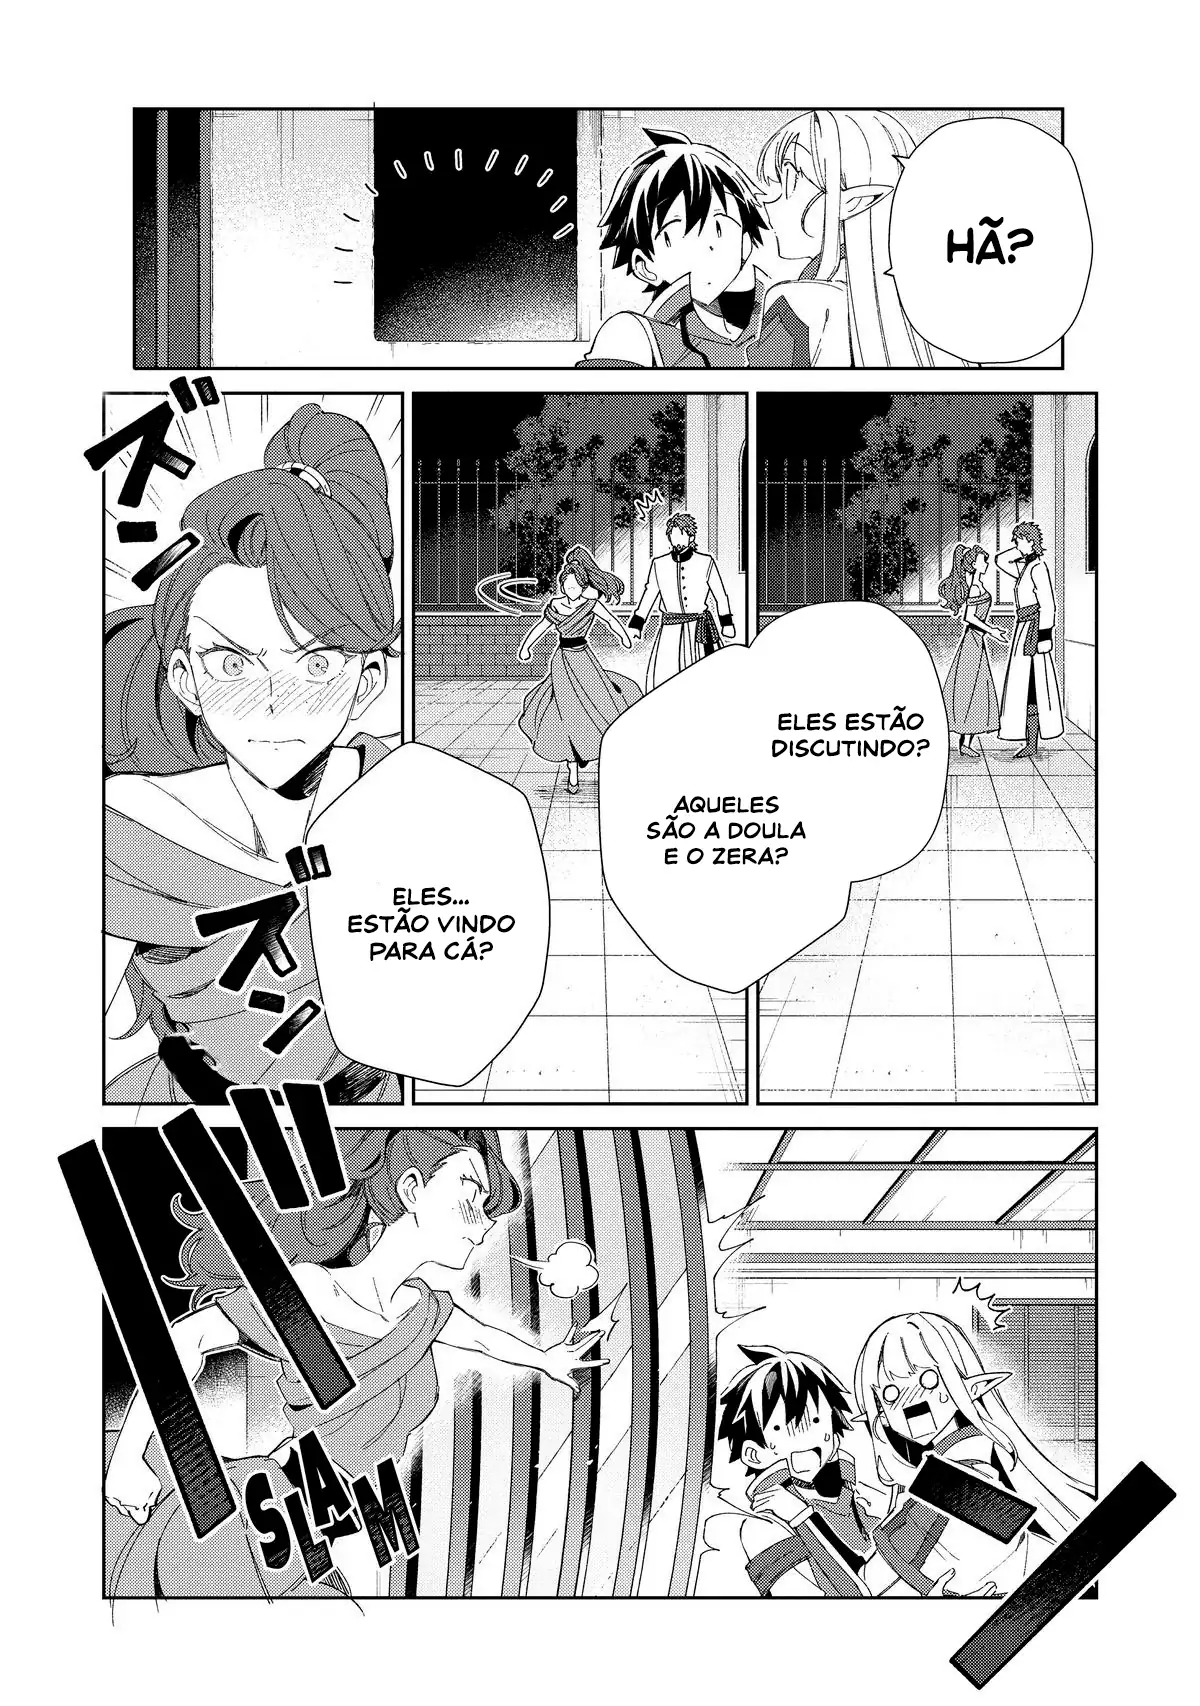 HÃ?
ELES ESTÃO
DISCUTINDO?
AQUELES
SÃO A DOULA
E O ZERA?
ELES...
ESTÃO VINDO
PARA CÁ?
ズン
ズン
SLAM